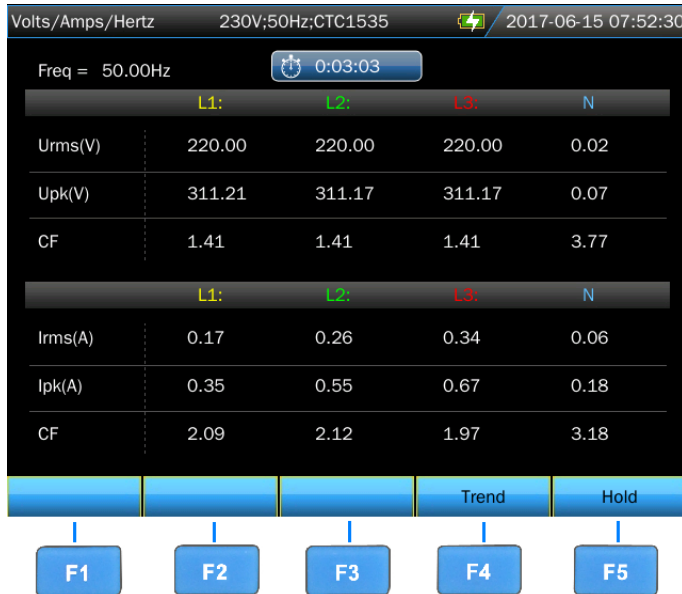 Volts/Amps/Hertz 230V;50Hz;CTC1535 2017-06-15 07:52:30
Freq = 50.00Hz 0:03:03
L1: L2: L3: N
Urms(V) 220.00 220.00 220.00 0.02
Upk(V) 311.21 311.17 311.17 0.07
CF 1.41 1.41 1.41 3.77
L1: L2: L3: N
Irms(A) 0.17 0.26 0.34 0.06
Ipk(A) 0.35 0.55 0.67 0.18
CF 2.09 2.12 1.97 3.18
Trend Hold
F1 F2 F3 F4 F5